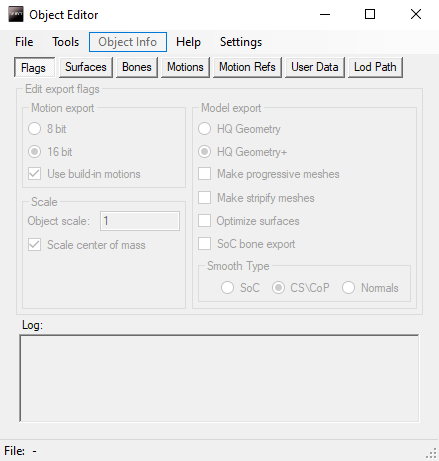 Object Editor
File Tools Object Info Help Settings
Flags Surfaces Bones Motions Motion Refs User Data Lod Path
Edit export flags
Motion export
8 bit
16 bit
Use build-in motions
Scale
Object scale: 1
Scale center of mass
Model export
HQ Geometry
HQ Geometry+
Make progressive meshes
Make stripify meshes
Optimize surfaces
SoC bone export
Smooth Type
SoC CS\CoP Normals
Log:
File: -